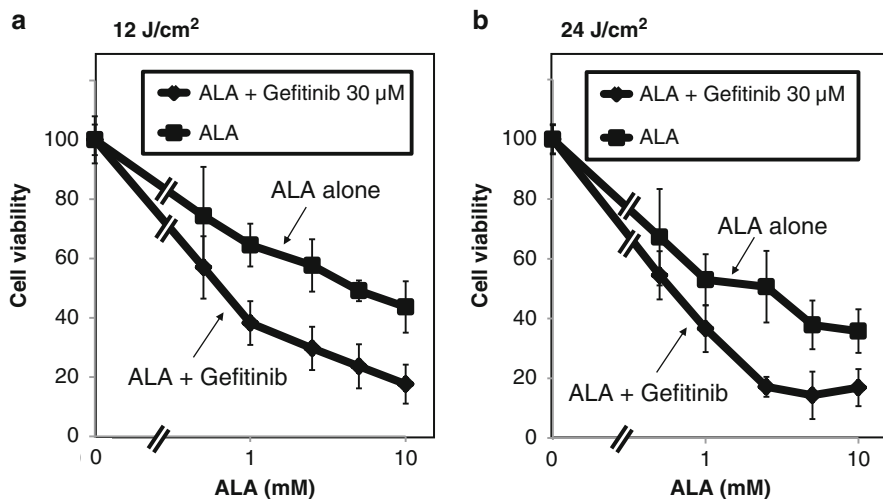 a
12 J/cm²
ALA + Gefitinib 30 μM
ALA
100
80
60
40
20
0
Cell viability
ALA alone
ALA + Gefitinib
0
1
10
ALA (mM)
b
24 J/cm²
ALA + Gefitinib 30 μM
ALA
100
80
60
40
20
0
Cell viability
ALA alone
ALA + Gefitinib
0
1
10
ALA (mM)